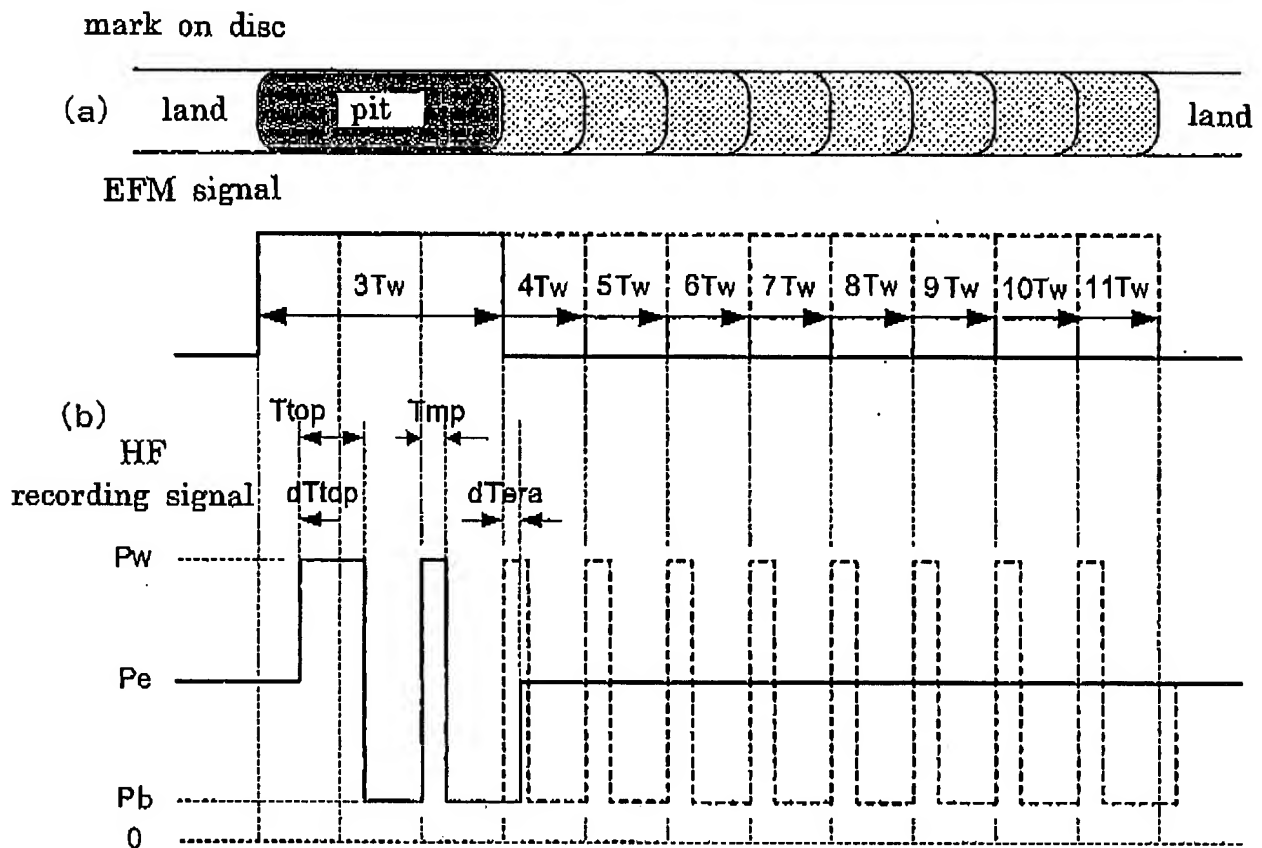 mark on disc
(a) land pit land
EFM signal
3Tw 4Tw 5Tw 6Tw 7Tw 8Tw 9Tw 10Tw 11Tw
(b) Ttop Tmp
HF
recording signal dTtop dTera
Pw
Pe
Pb
0